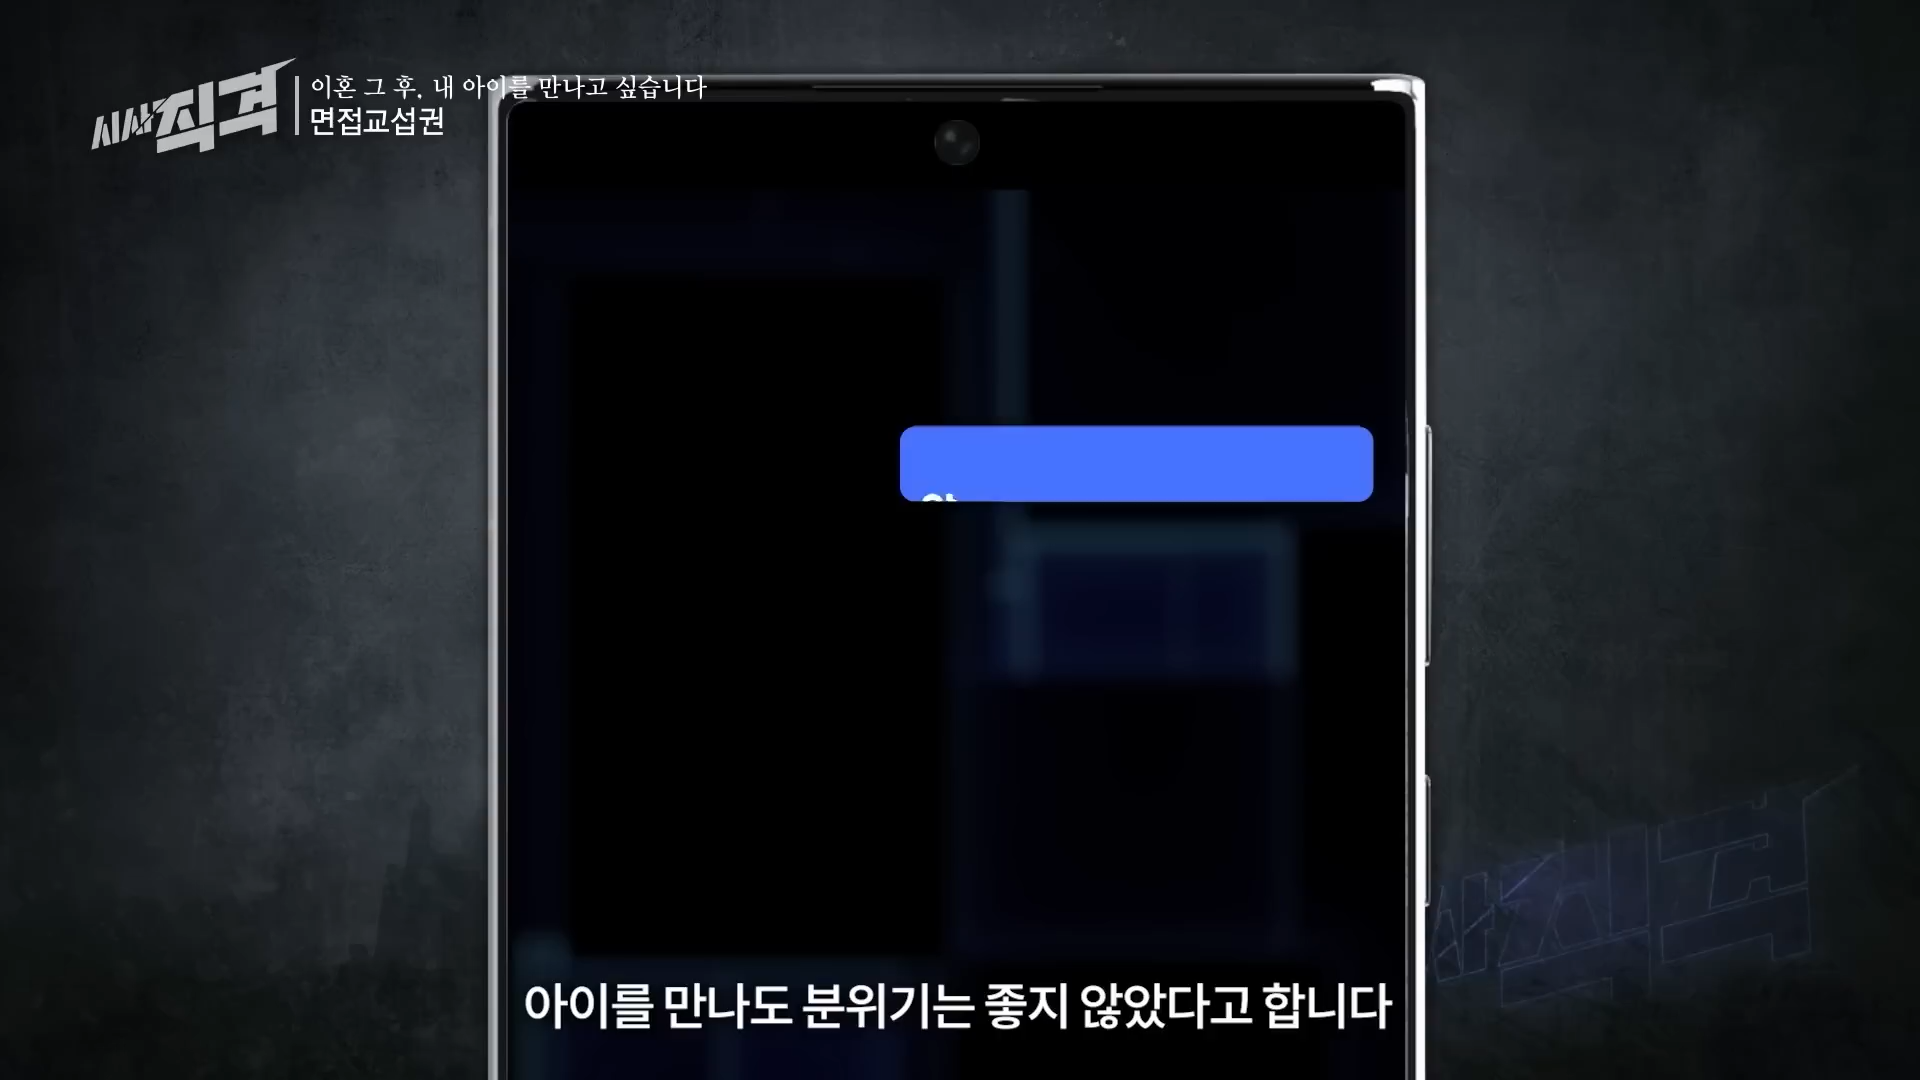 시사직격
이혼 그 후, 내 아이를 만나고 싶습니다
면접교섭권
아이를 만나도 분위기는 좋지 않았다고 합니다